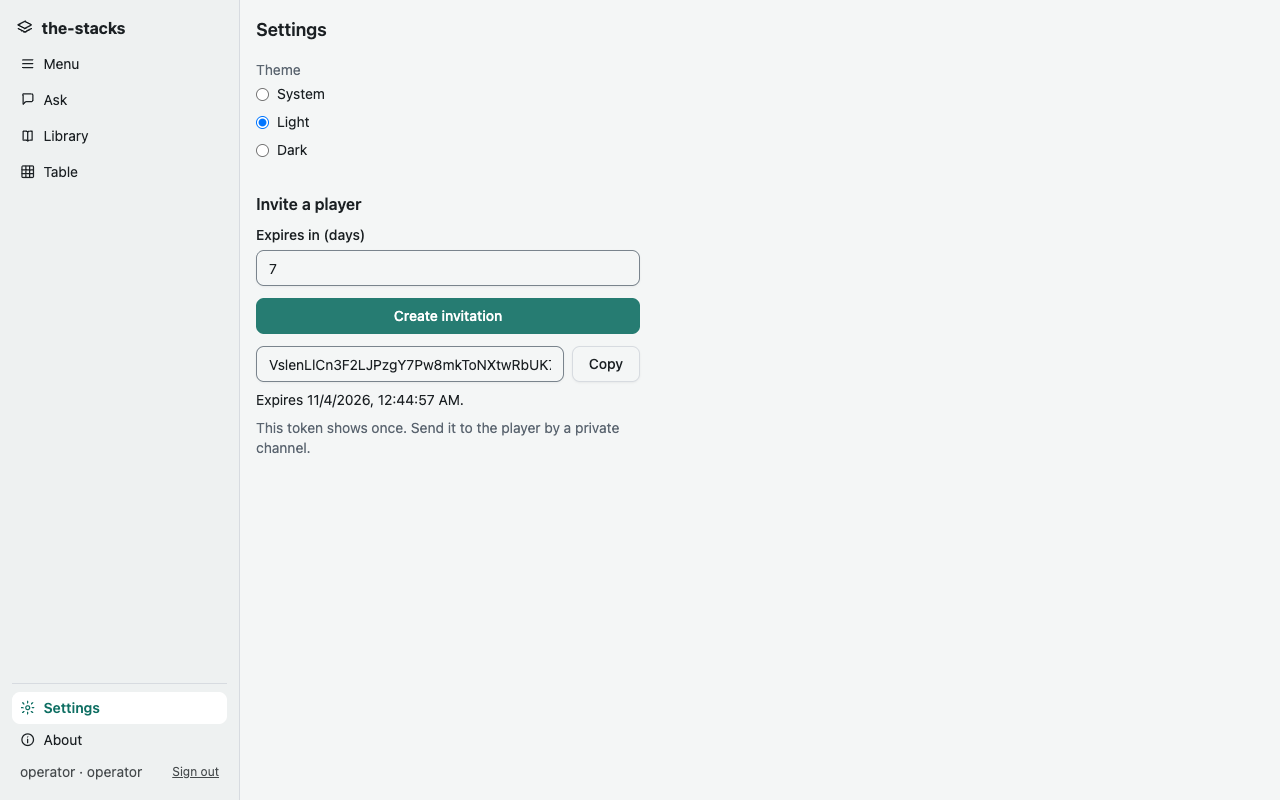 the-stacks
Menu
Ask
Library
Table
Settings
About
operator · operator
Sign out
Settings
Theme
System
Light
Dark
Invite a player
Expires in (days)
7
Create invitation
Copy
Expires 11/4/2026, 12:44:57 AM.
This token shows once. Send it to the player by a private
channel.